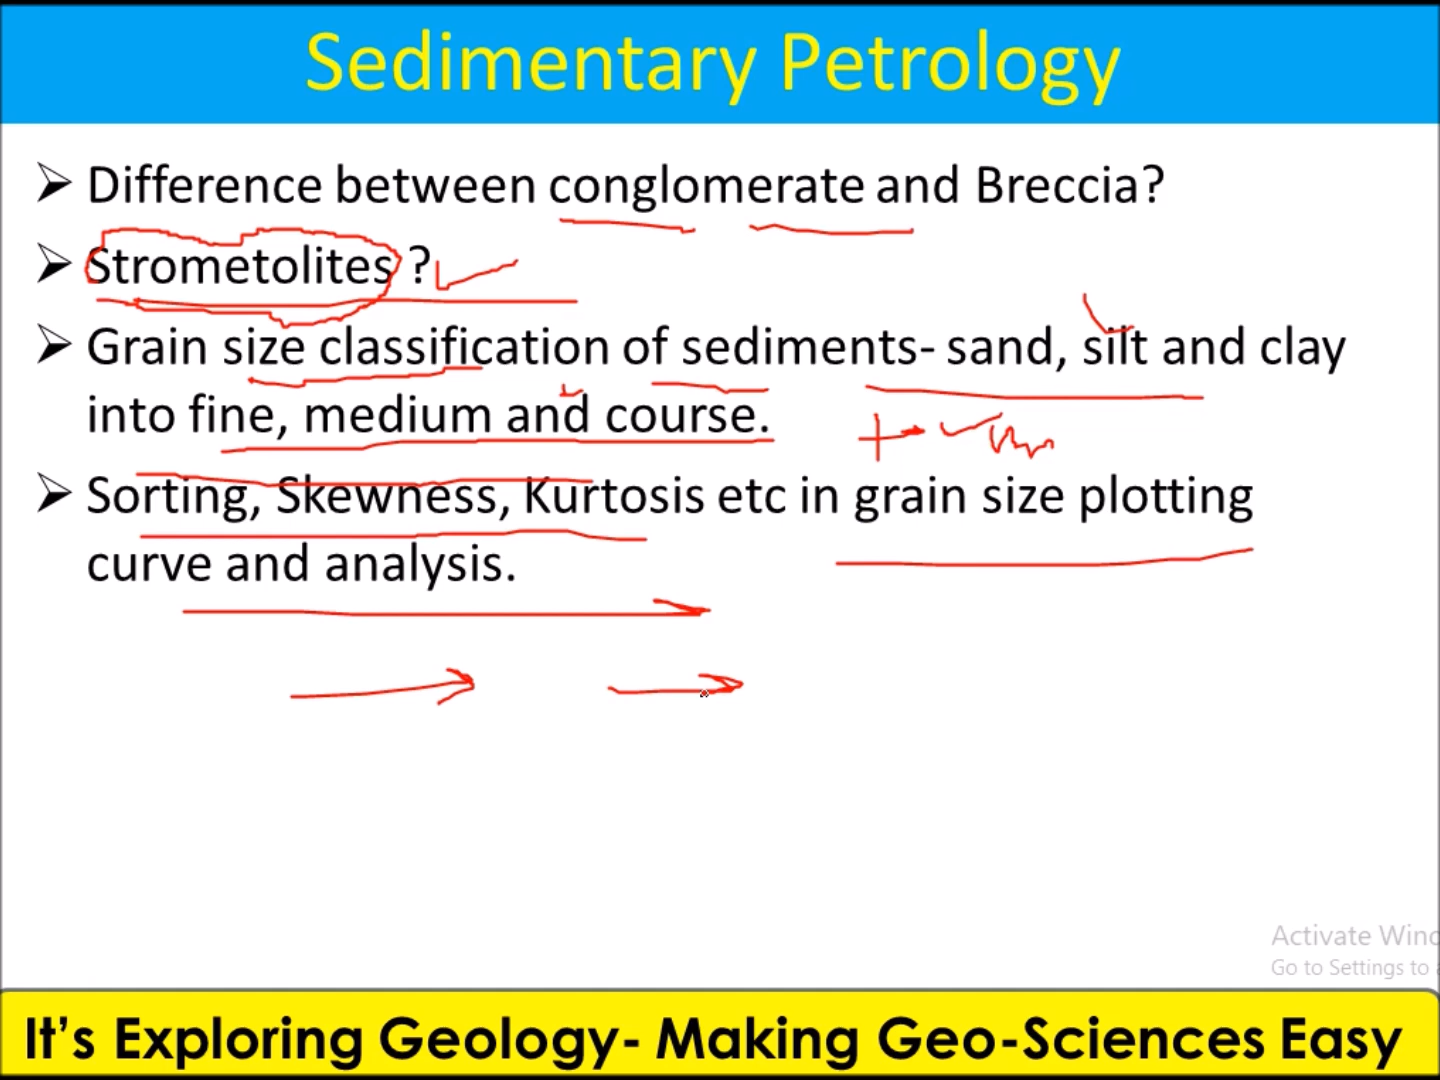 Sedimentary Petrology
Difference between conglomerate and Breccia?
Strometolites ?
Grain size classification of sediments- sand, silt and clay
into fine, medium and course.
Sorting, Skewness, Kurtosis etc in grain size plotting
curve and analysis.
Activate Wind
Go to Settings to
It's Exploring Geology- Making Geo-Sciences Easy